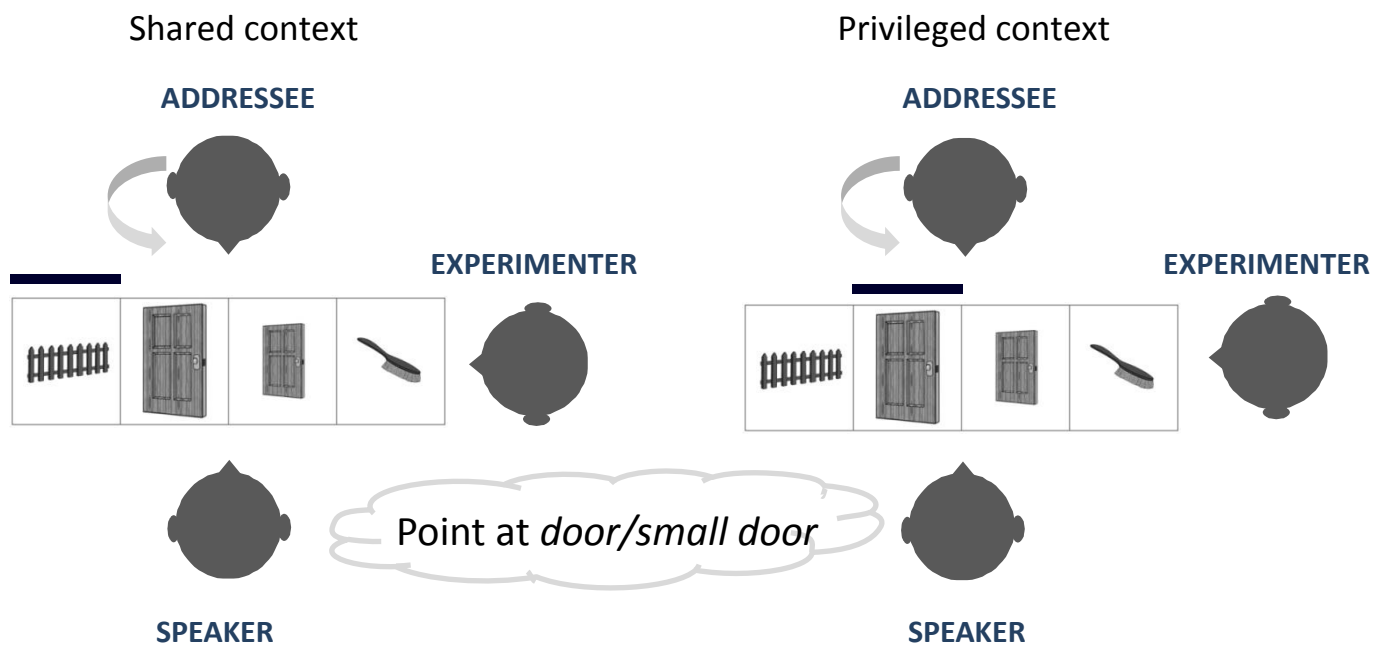 Shared context
ADDRESSEE
EXPERIMENTER
SPEAKER
Privileged context
ADDRESSEE
EXPERIMENTER
SPEAKER
Point at door/small door